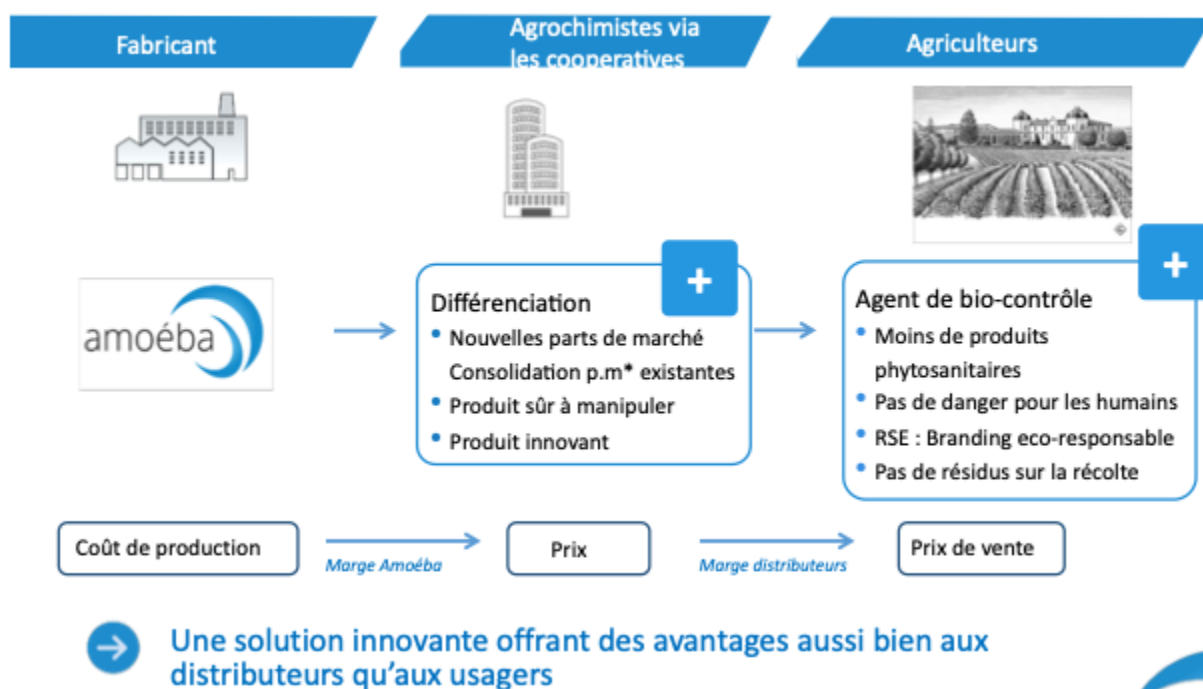 Fabricant
Agrochimistes via
les cooperatives
Agriculteurs
amoéba
Différenciation
• Nouvelles parts de marché
Consolidation p.m* existantes
• Produit sûr à manipuler
• Produit innovant
+
Agent de bio-contrôle
• Moins de produits
phytosanitaires
• Pas de danger pour les humains
• RSE : Branding eco-responsable
• Pas de résidus sur la récolte
+
Coût de production
Marge Amoéba
Prix
Marge distributeurs
Prix de vente
Une solution innovante offrant des avantages aussi bien aux
distributeurs qu’aux usagers